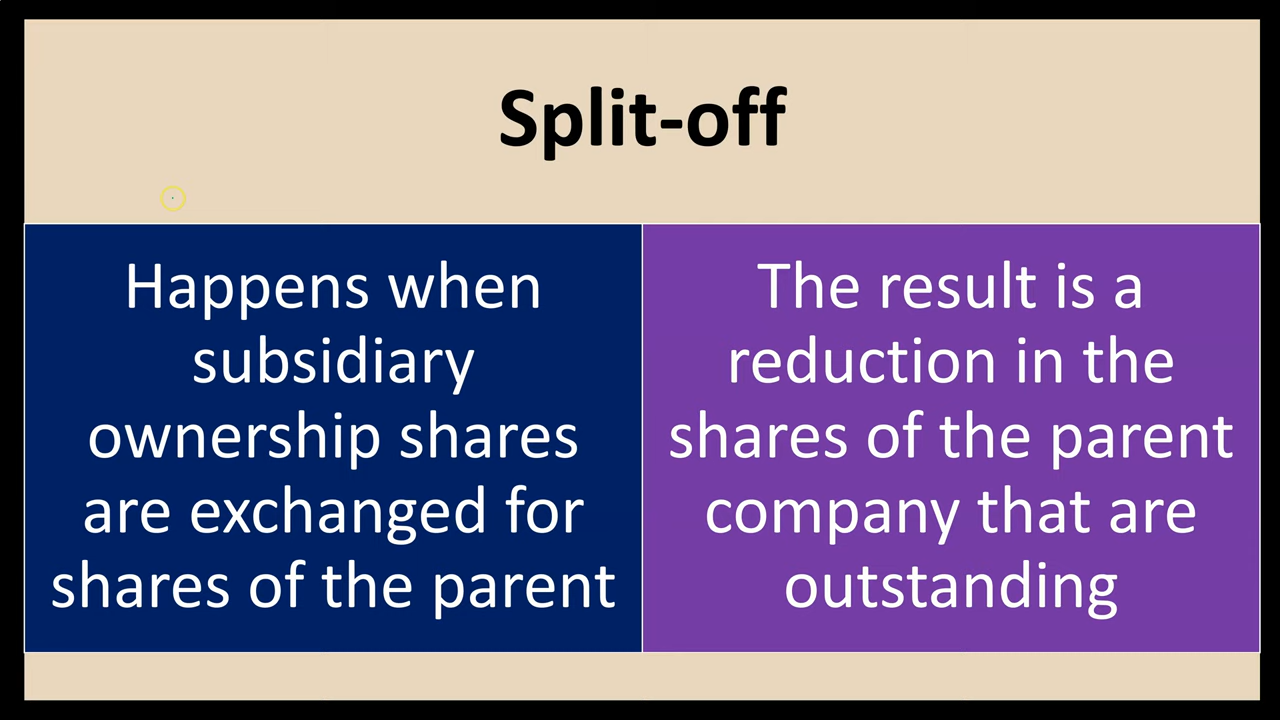 Split-off
Happens when
subsidiary
ownership shares
are exchanged for
shares of the parent
The result is a
reduction in the
shares of the parent
company that are
outstanding